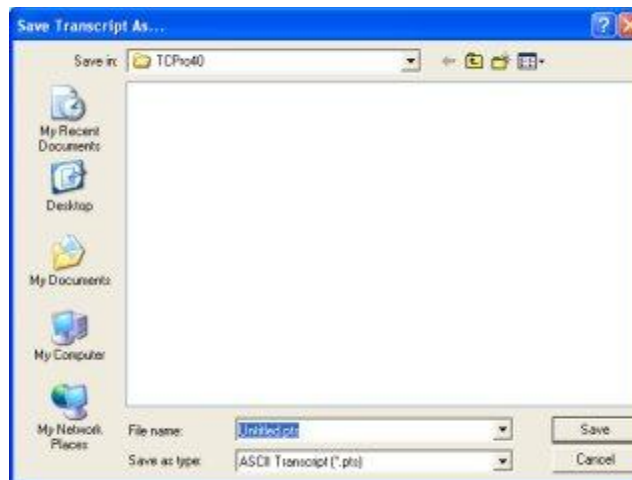 Save Transcript As...
Save in:
TCPro40
My Recent
Documents
Desktop
My Documents
My Computer
My Network
Places
File name:
Untitled.pts
Save
Save as type:
ASCII Transcript (*.pts)
Cancel